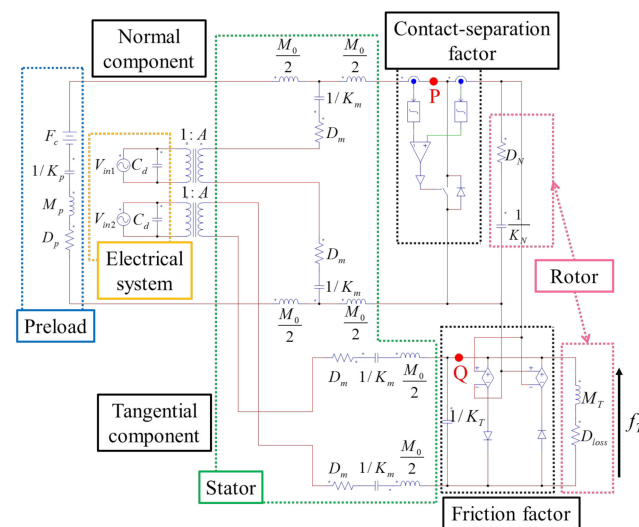 Normal
component
M0
2
M0
2
Contact-separation
factor
P
1/Km
Dm
Fc
1:A
Vin1
Cd
1/Kp
1:A
DN
Mp
Vin2
Cd
1
KN
Dp
Dm
Electrical
system
1/Km
Rotor
Preload
M0
2
M0
2
Q
Dm
1/Km
M0
2
1/KT
MT
Tangential
component
fT
Dloss
Dm
1/Km
M0
2
Stator
Friction factor